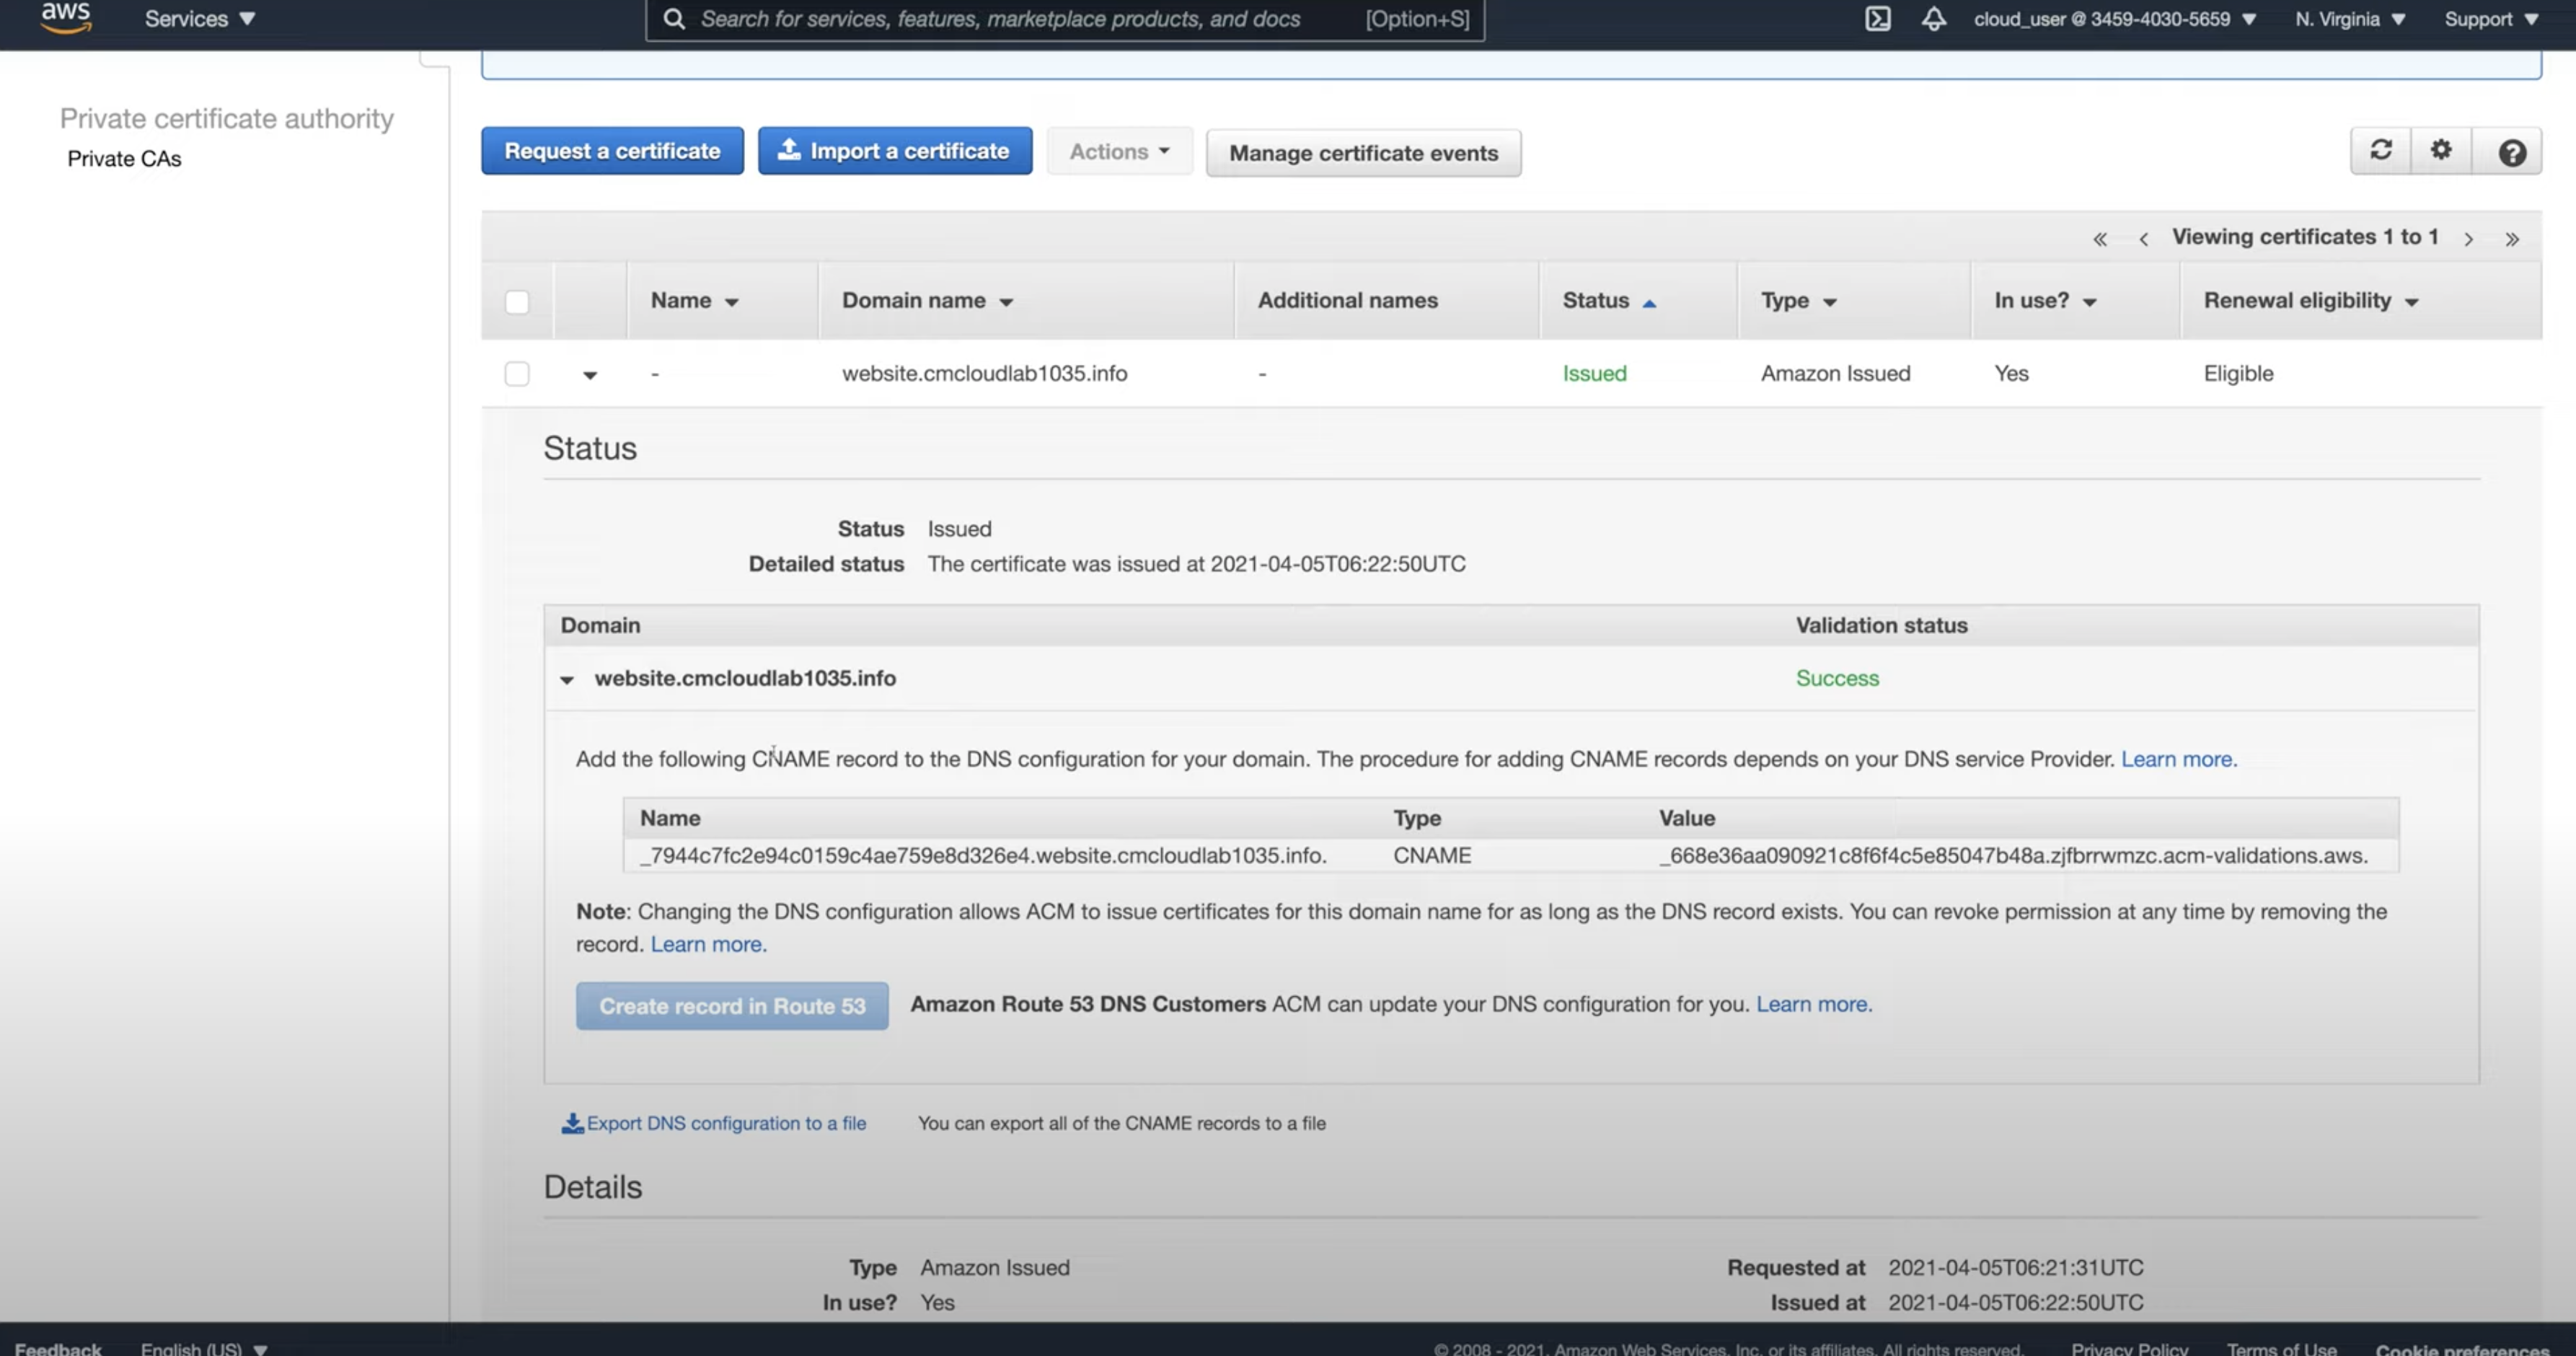 aws Services Search for services, features, marketplace products, and docs [Option+S] cloud_user @ 3459-4030-5659 N. Virginia Support
Private certificate authority
Private CAs
Request a certificate Import a certificate Actions Manage certificate events
« ‹ Viewing certificates 1 to 1 › »
Name Domain name Additional names Status Type In use? Renewal eligibility
- website.cmcloudlab1035.info - Issued Amazon Issued Yes Eligible
Status
Status Issued
Detailed status The certificate was issued at 2021-04-05T06:22:50UTC
Domain Validation status
website.cmcloudlab1035.info Success
Add the following CNAME record to the DNS configuration for your domain. The procedure for adding CNAME records depends on your DNS service Provider. Learn more.
Name Type Value
_7944c7fc2e94c0159c4ae759e8d326e4.website.cmcloudlab1035.info. CNAME _668e36aa090921c8f6f4c5e85047b48a.zjfbrrwmzc.acm-validations.aws.
Note: Changing the DNS configuration allows ACM to issue certificates for this domain name for as long as the DNS record exists. You can revoke permission at any time by removing the
record. Learn more.
Create record in Route 53 Amazon Route 53 DNS Customers ACM can update your DNS configuration for you. Learn more.
Export DNS configuration to a file You can export all of the CNAME records to a file
Details
Type Amazon Issued Requested at 2021-04-05T06:21:31UTC
In use? Yes Issued at 2021-04-05T06:22:50UTC
Feedback English (US) © 2008 - 2021, Amazon Web Services, Inc. or its affiliates. All rights reserved. Privacy Policy Terms of Use Cookie preferences